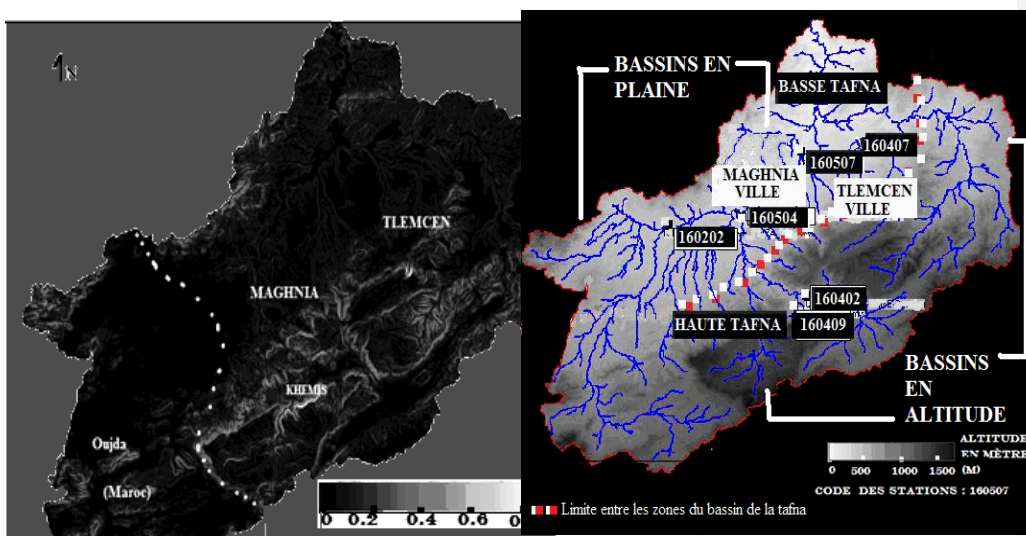 N
TLEMCEN
MAGHNIA
KHEMIS
Oujda
(Maroc)
0 0.2 0.4 0.6
BASSINS EN
PLAINE
BASSE TAFNA
160407
160507
MAGHNIA
VILLE
TLEMCEN
VILLE
160504
160202
160402
HAUTE TAFNA
160409
BASSINS
EN
ALTITUDE
ALTITUDE
EN MÈTRE
(M)
0 500 1000 1500
CODE DES STATIONS : 160507
Limite entre les zones du bassin de la tafna